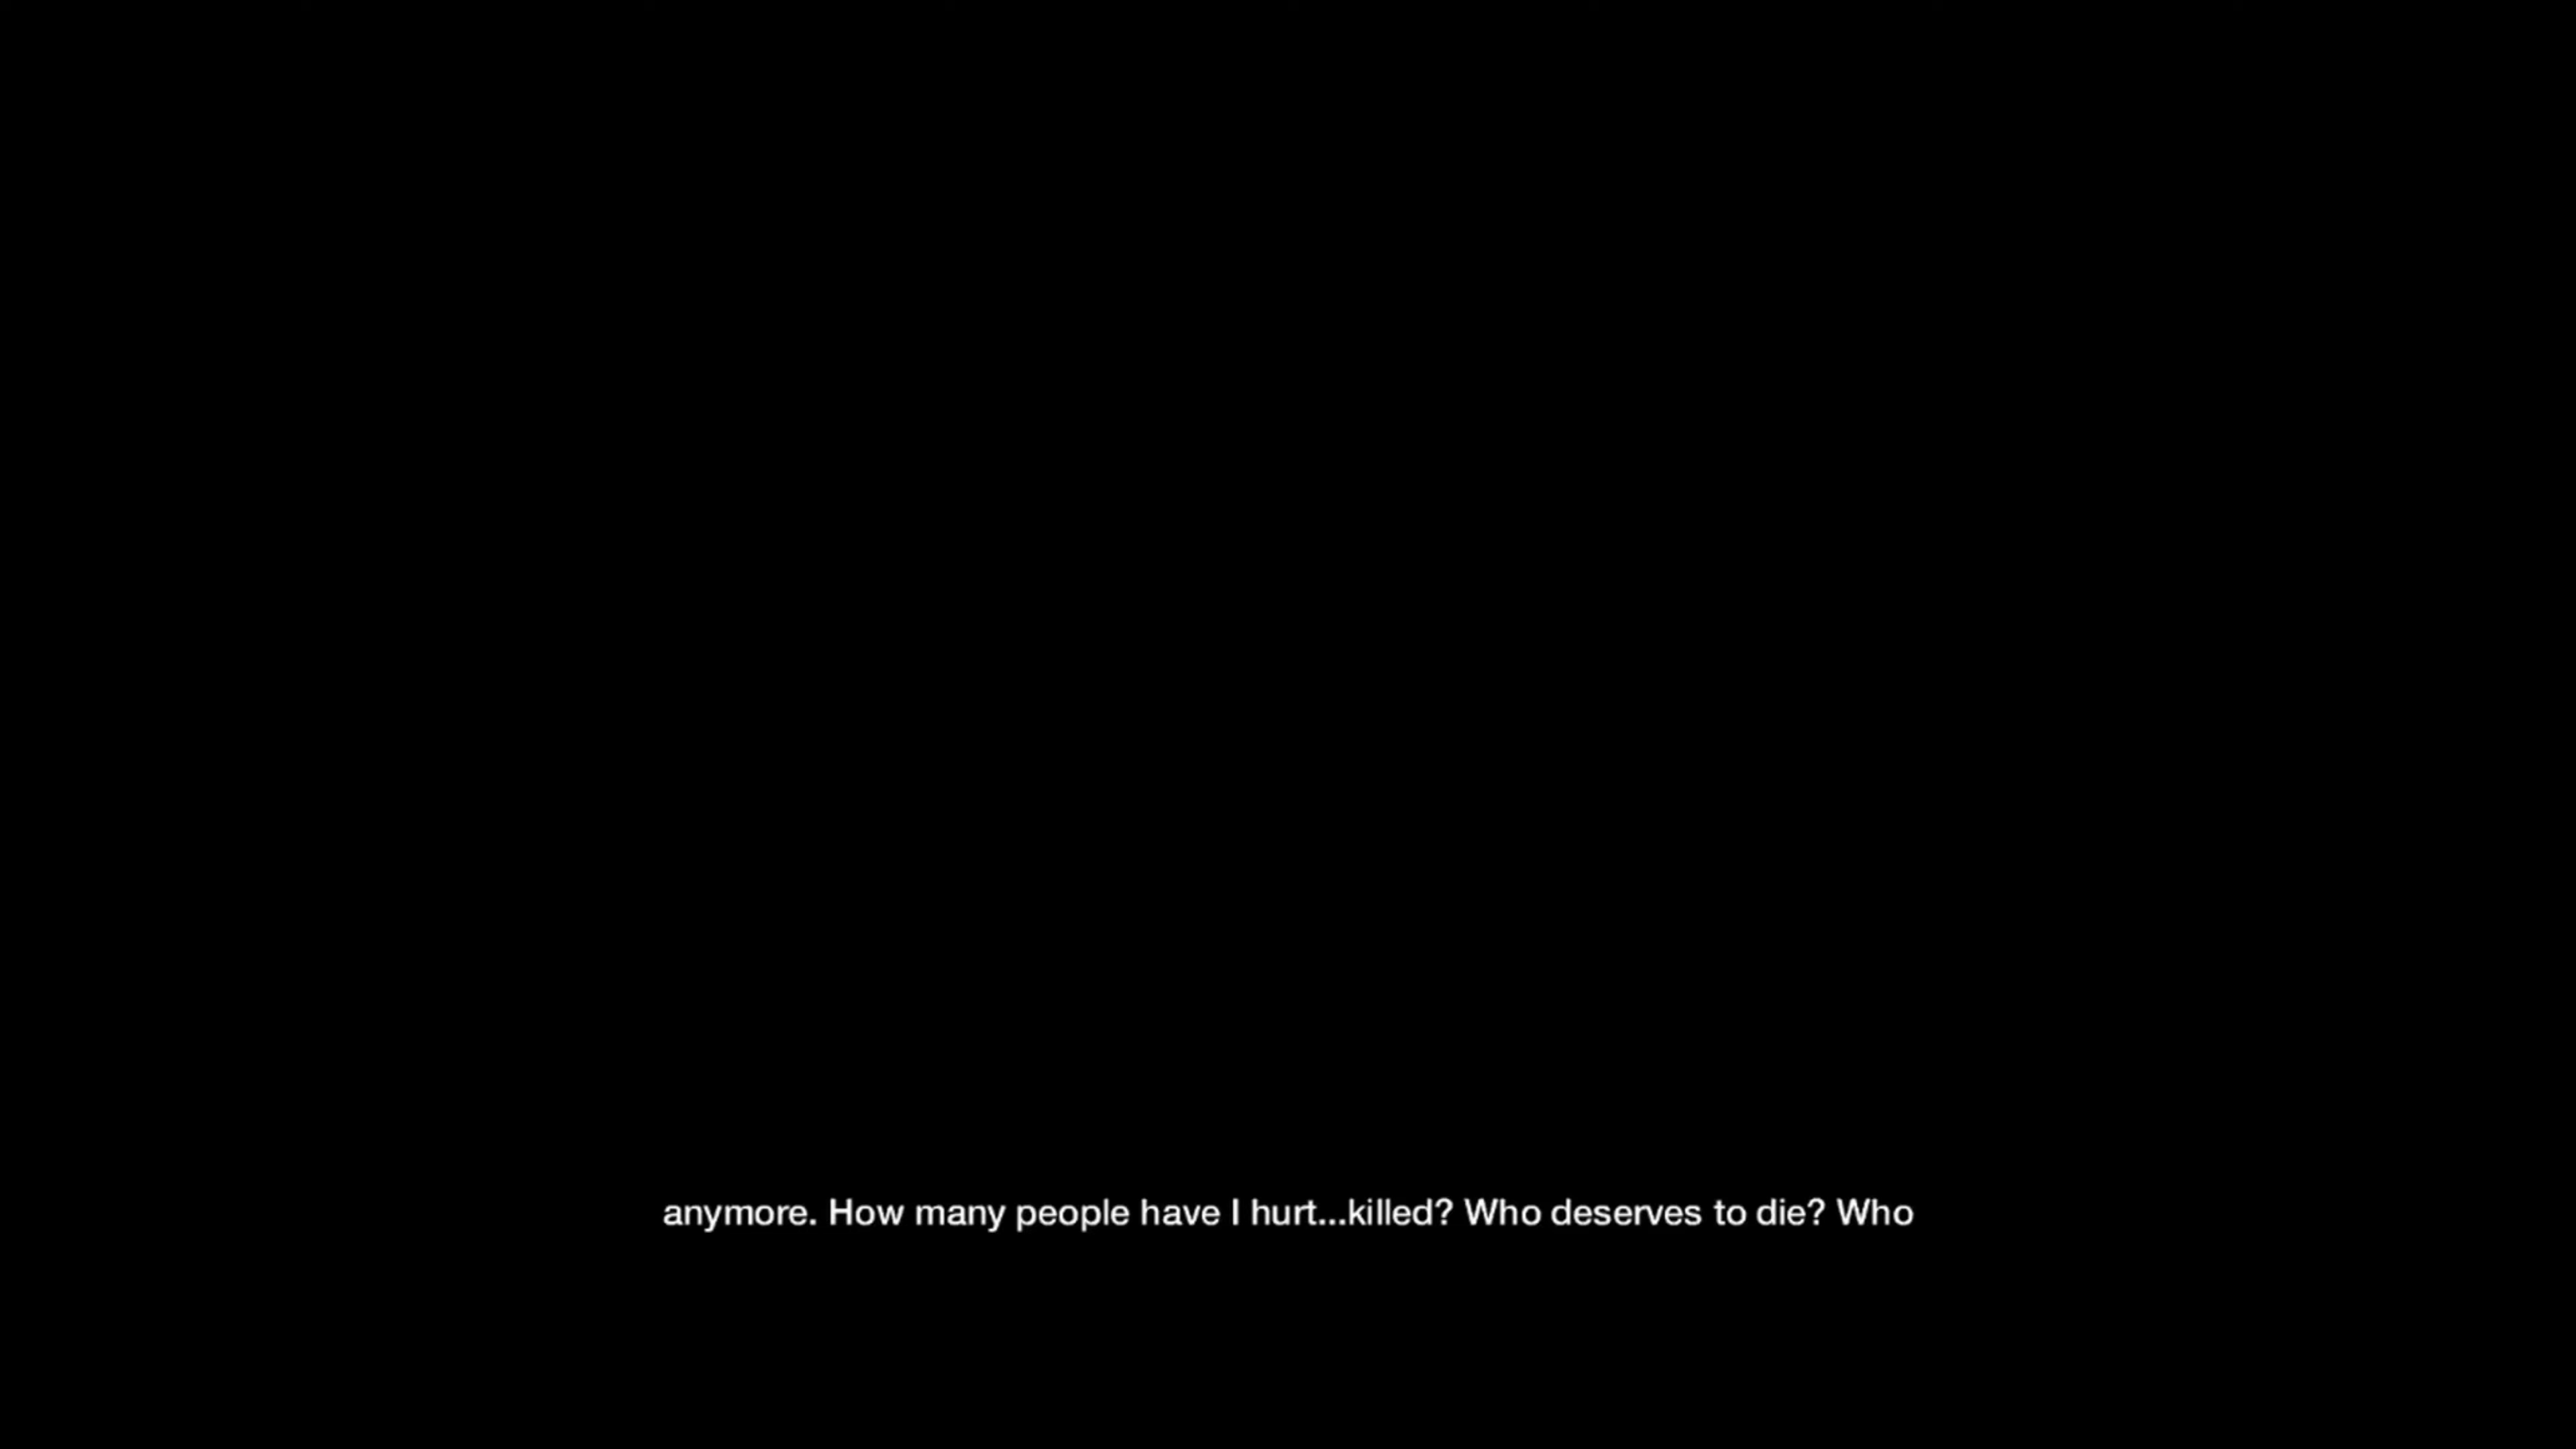 anymore. How many people have I hurt...killed? Who deserves to die? Who